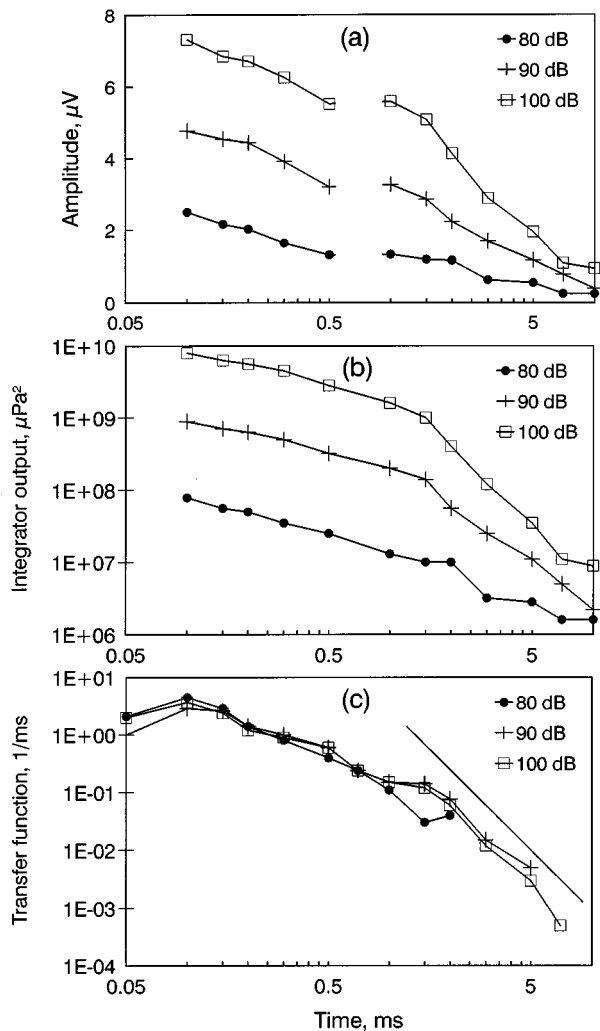 (a)
80 dB
90 dB
100 dB
Amplitude, µV
8
6
4
2
0
0.05
0.5
5
(b)
80 dB
90 dB
100 dB
Integrator output, µPa²
1E+10
1E+09
1E+08
1E+07
1E+06
0.05
0.5
5
(c)
80 dB
90 dB
100 dB
Transfer function, 1/ms
1E+01
1E+00
1E-01
1E-02
1E-03
1E-04
0.05
0.5
5
Time, ms